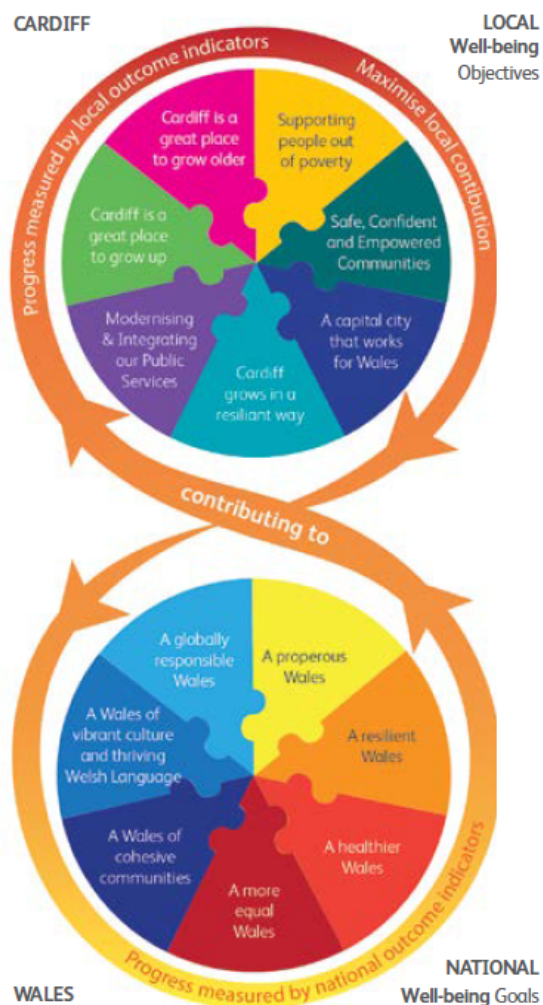 CARDIFF
LOCAL
Well-being
Objectives
Progress measured by local outcome indicators
Maximise local contibution
Cardiff is a
great place
to grow older
Supporting
people out
of poverty
Safe, Confident
and Empowered
Communities
A capital city
that works
for Wales
Cardiff
grows in a
resiliant way
Modernising
& Integrating
our Public
Services
Cardiff is a
great place
to grow up
contributing to
A globally
responsible
Wales
A properous
Wales
A resilient
Wales
A healthier
Wales
A more
equal
Wales
A Wales of
cohesive
communities
A Wales of
vibrant culture
and thriving
Welsh Language
Progress measured by national outcome indicators
WALES
NATIONAL
Well-being Goals